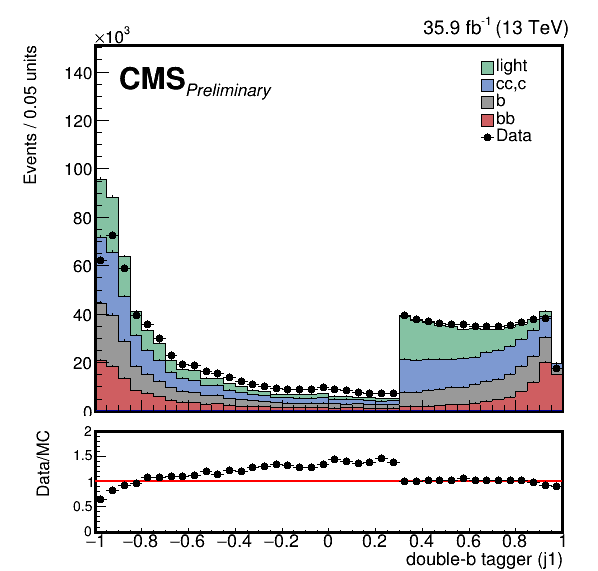 35.9 fb⁻¹ (13 TeV)
×10³
CMS Preliminary
light
cc,c
b
bb
Data
Events / 0.05 units
140
120
100
80
60
40
20
0
Data/MC
2
1.5
1
0.5
0
−1 −0.8 −0.6 −0.4 −0.2 0 0.2 0.4 0.6 0.8 1
double-b tagger (j1)